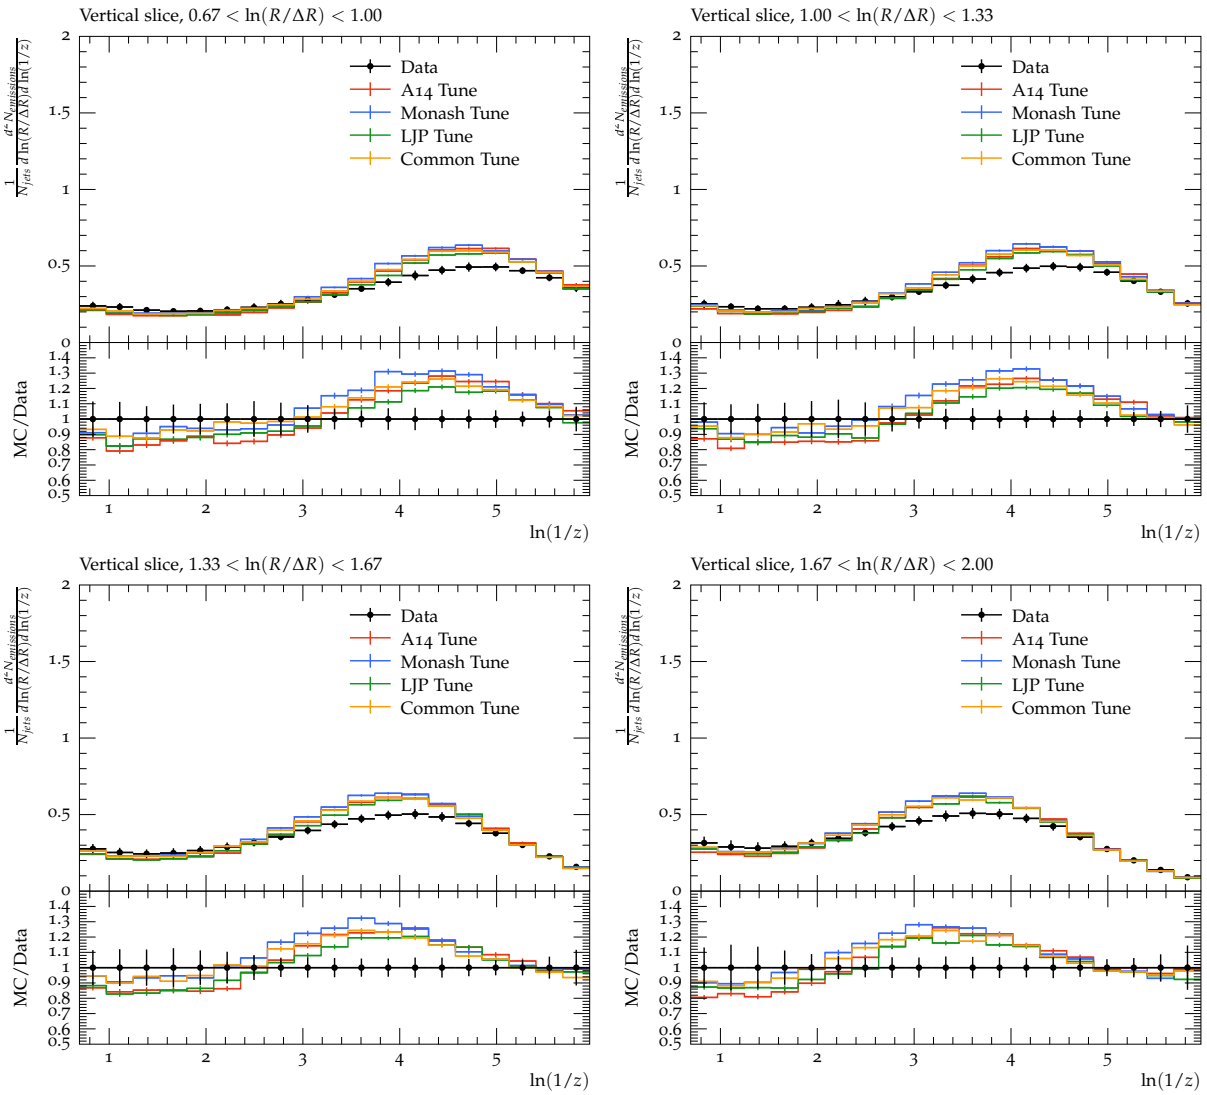 Vertical slice, 0.67 < ln(R/ΔR) < 1.00
1/N_jets d²N_emissions/d ln(R/ΔR)d ln(1/z)
2
1.5
1
0.5
0
Data
A14 Tune
Monash Tune
LJP Tune
Common Tune
MC/Data
1.4
1.3
1.2
1.1
1
0.9
0.8
0.7
0.6
0.5
1 2 3 4 5
ln(1/z)
Vertical slice, 1.00 < ln(R/ΔR) < 1.33
1/N_jets d²N_emissions/d ln(R/ΔR)d ln(1/z)
2
1.5
1
0.5
0
Data
A14 Tune
Monash Tune
LJP Tune
Common Tune
MC/Data
1.4
1.3
1.2
1.1
1
0.9
0.8
0.7
0.6
0.5
1 2 3 4 5
ln(1/z)
Vertical slice, 1.33 < ln(R/ΔR) < 1.67
1/N_jets d²N_emissions/d ln(R/ΔR)d ln(1/z)
2
1.5
1
0.5
0
Data
A14 Tune
Monash Tune
LJP Tune
Common Tune
MC/Data
1.4
1.3
1.2
1.1
1
0.9
0.8
0.7
0.6
0.5
1 2 3 4 5
ln(1/z)
Vertical slice, 1.67 < ln(R/ΔR) < 2.00
1/N_jets d²N_emissions/d ln(R/ΔR)d ln(1/z)
2
1.5
1
0.5
0
Data
A14 Tune
Monash Tune
LJP Tune
Common Tune
MC/Data
1.4
1.3
1.2
1.1
1
0.9
0.8
0.7
0.6
0.5
1 2 3 4 5
ln(1/z)